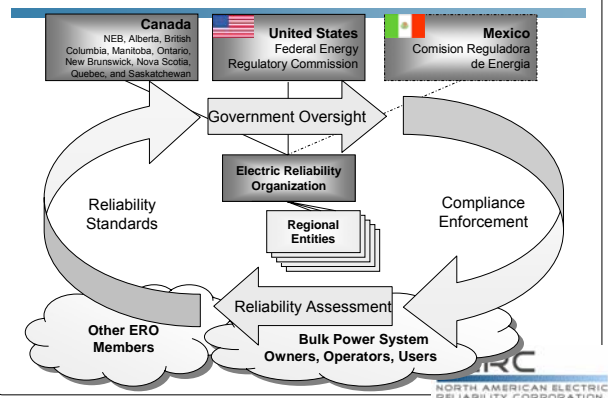 Canada
NEB, Alberta, British
Columbia, Manitoba, Ontario,
New Brunswick, Nova Scotia,
Quebec, and Saskatchewan
United States
Federal Energy
Regulatory Commission
Mexico
Comision Reguladora
de Energia
Government Oversight
Electric Reliability
Organization
Regional
Entities
Reliability
Standards
Compliance
Enforcement
Reliability Assessment
Other ERO
Members
Bulk Power System
Owners, Operators, Users
RC
NORTH AMERICAN ELECTRIC
RELIABILITY CORPORATION